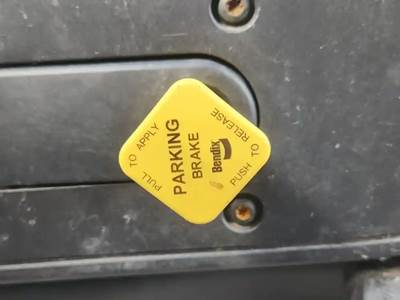 PULL TO APPLY
PARKING
BRAKE
Bendix
PUSH TO RELEASE